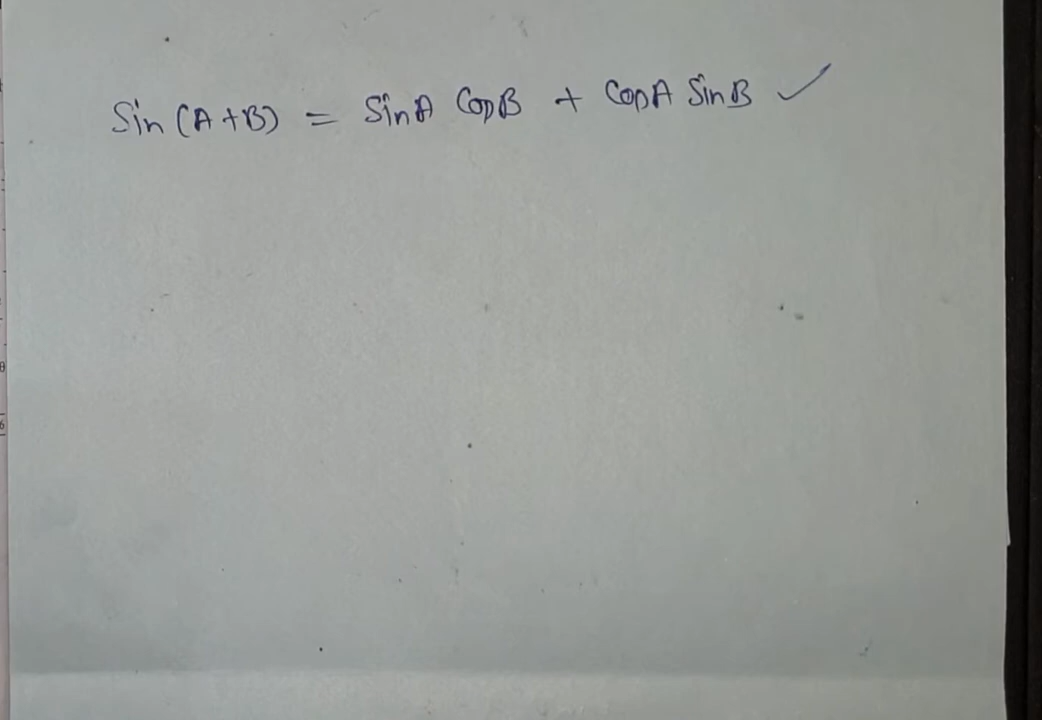 Sin (A+B) = SinA CosB + CosA SinB ✓